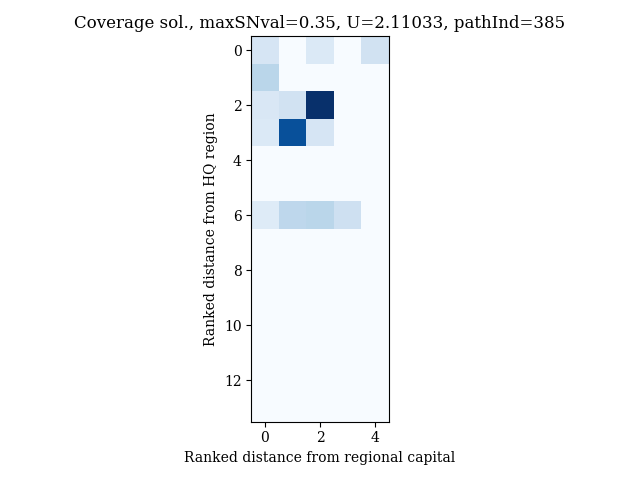 Coverage sol., maxSNval=0.35, U=2.11033, pathInd=385
0
2
4
6
8
10
12
Ranked distance from HQ region
0 2 4
Ranked distance from regional capital